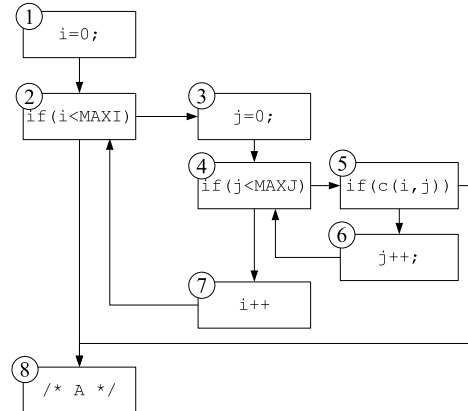 1
i=0;
2
if(i<MAXI)
3
j=0;
4
if(j<MAXJ)
5
if(c(i,j))
6
j++;
7
i++
8
/* A */